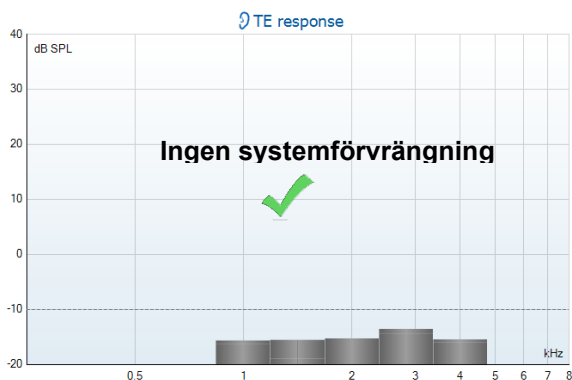 TE response
40
dB SPL
30
20
Ingen systemförvrängning
10
0
-10
kHz
-20
0.5 1 2 3 4 5 6 7 8